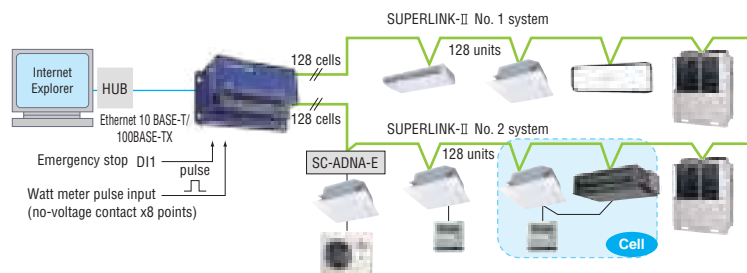 SUPERLINK-Ⅱ No. 1 system
128 cells
128 units
Internet
Explorer
HUB
Ethernet 10 BASE-T/
100BASE-TX
128 cells
SUPERLINK-Ⅱ No. 2 system
128 units
Emergency stop DI1
pulse
SC-ADNA-E
Watt meter pulse input
(no-voltage contact x8 points)
Cell